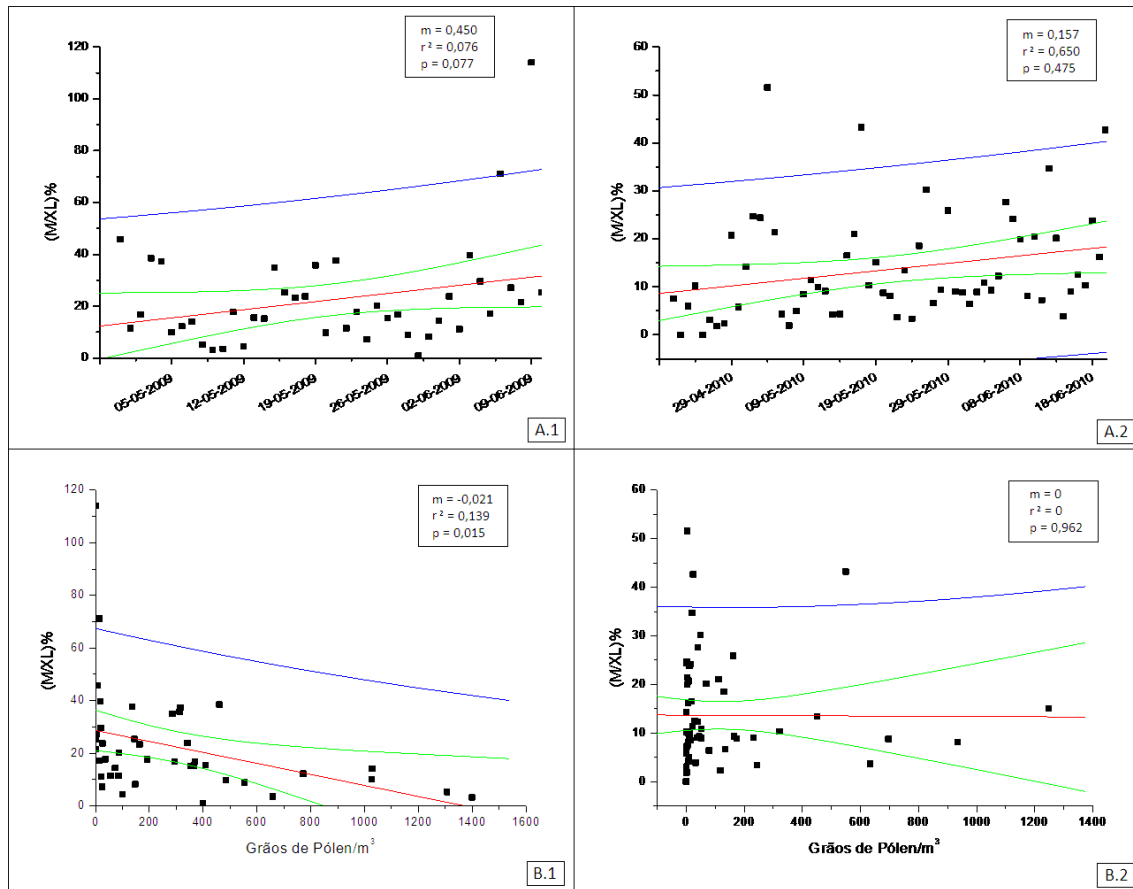 m = 0,450
r² = 0,076
p = 0,077
(M/XL)%
120
100
80
60
40
20
0
05-05-2009
12-05-2009
19-05-2009
26-05-2009
02-06-2009
09-06-2009
A.1
m = 0,157
r² = 0,650
p = 0,475
(M/XL)%
60
50
40
30
20
10
0
29-04-2010
09-05-2010
19-05-2010
29-05-2010
08-06-2010
18-06-2010
A.2
m = -0,021
r² = 0,139
p = 0,015
(M/XL)%
120
100
80
60
40
20
0
0 200 400 600 800 1000 1200 1400 1600
Grãos de Pólen/m³
B.1
m = 0
r² = 0
p = 0,962
(M/XL)%
60
50
40
30
20
10
0
0 200 400 600 800 1000 1200 1400
Grãos de Pólen/m³
B.2